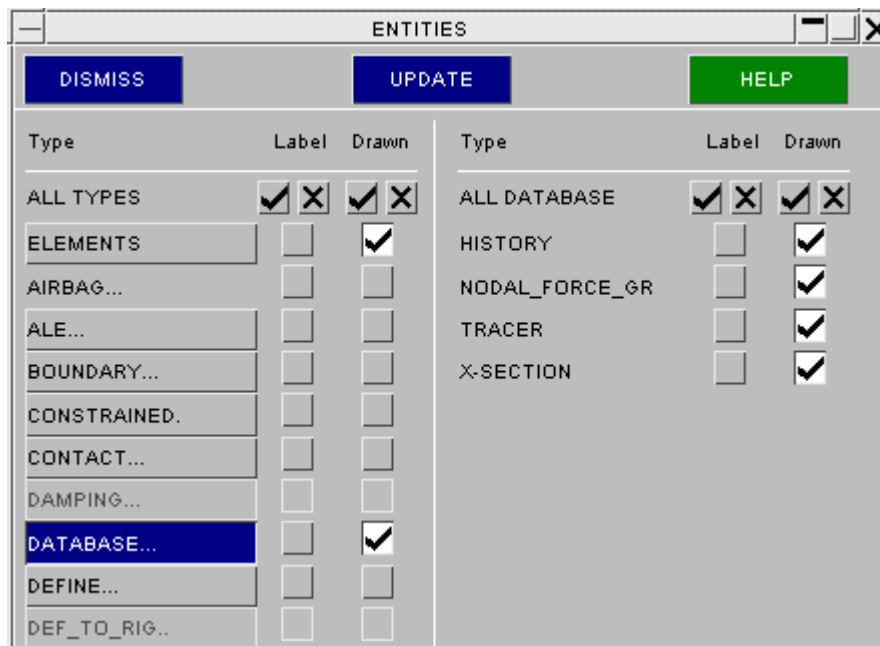 ENTITIES
DISMISS UPDATE HELP
Type Label Drawn Type Label Drawn
ALL TYPES ALL DATABASE
ELEMENTS HISTORY
AIRBAG... NODAL_FORCE_GR
ALE... TRACER
BOUNDARY... X-SECTION
CONSTRAINED.
CONTACT...
DAMPING...
DATABASE...
DEFINE...
DEF_TO_RIG..